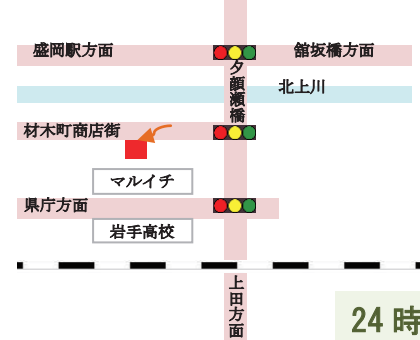 盛岡駅方面
舘坂橋方面
夕顔瀬橋
北上川
材木町商店街
マルイチ
県庁方面
岩手高校
上田方面
24時